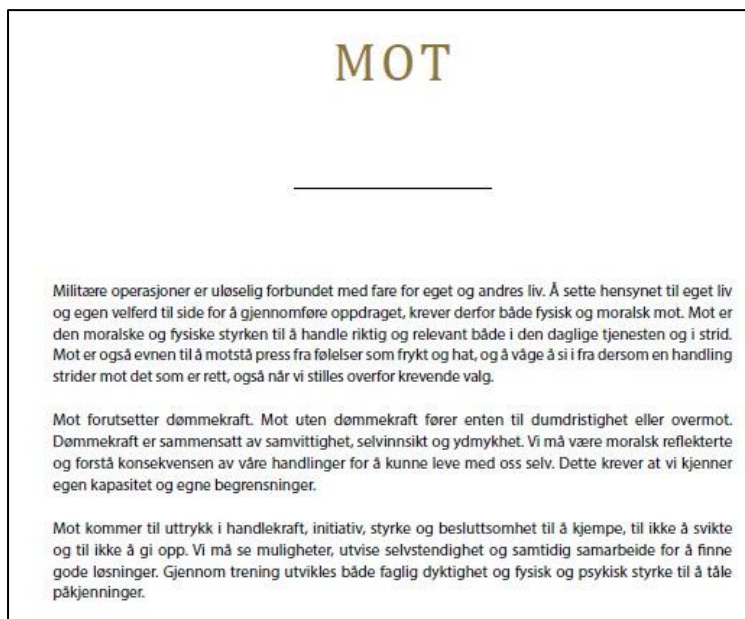 MOT
Militære operasjoner er uløselig forbundet med fare for eget og andres liv. Å sette hensynet til eget liv
og egen velferd til side for å gjennomføre oppdraget, krever derfor både fysisk og moralsk mot. Mot er
den moralske og fysiske styrken til å handle riktig og relevant både i den daglige tjenesten og i strid.
Mot er også evnen til å motstå press fra følelser som frykt og hat, og å våge å si i fra dersom en handling
strider mot det som er rett, også når vi stilles overfor krevende valg.
Mot forutsetter dømmekraft. Mot uten dømmekraft fører enten til dumdristighet eller overmot.
Dømmekraft er sammensatt av samvittighet, selvinnsikt og ydmykhet. Vi må være moralsk reflekterte
og forstå konsekvensen av våre handlinger for å kunne leve med oss selv. Dette krever at vi kjenner
egen kapasitet og egne begrensninger.
Mot kommer til uttrykk i handlekraft, initiativ, styrke og besluttsomhet til å kjempe, til ikke å svikte
og til ikke å gi opp. Vi må se muligheter, utvise selvstendighet og samtidig samarbeide for å finne
gode løsninger. Gjennom trening utvikles både faglig dyktighet og fysisk og psykisk styrke til å tåle
påkjenninger.